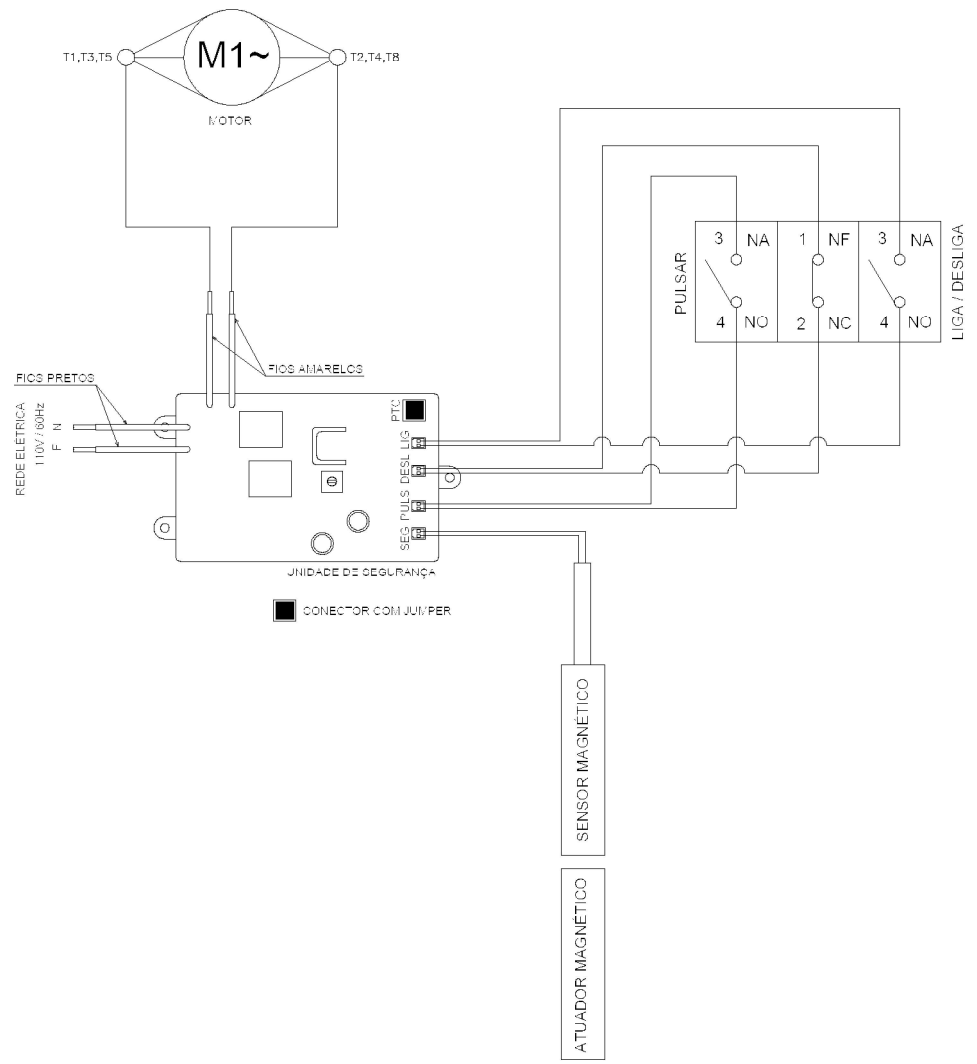 M1~
T1,T3,T5
T2,T4,T8
MOTOR
PULSAR
3 NA
1 NF
3 NA
4 NO
2 NC
4 NO
LIGA / DESLIGA
FIOS AMARELOS
FIOS PRETOS
REDE ELÉTRICA
110V / 60Hz
N
F
PTC
LIG
DESL
PULS
SEG
UNIDADE DE SEGURANÇA
CONECTOR COM JUMPER
SENSOR MAGNÉTICO
ATUADOR MAGNÉTICO